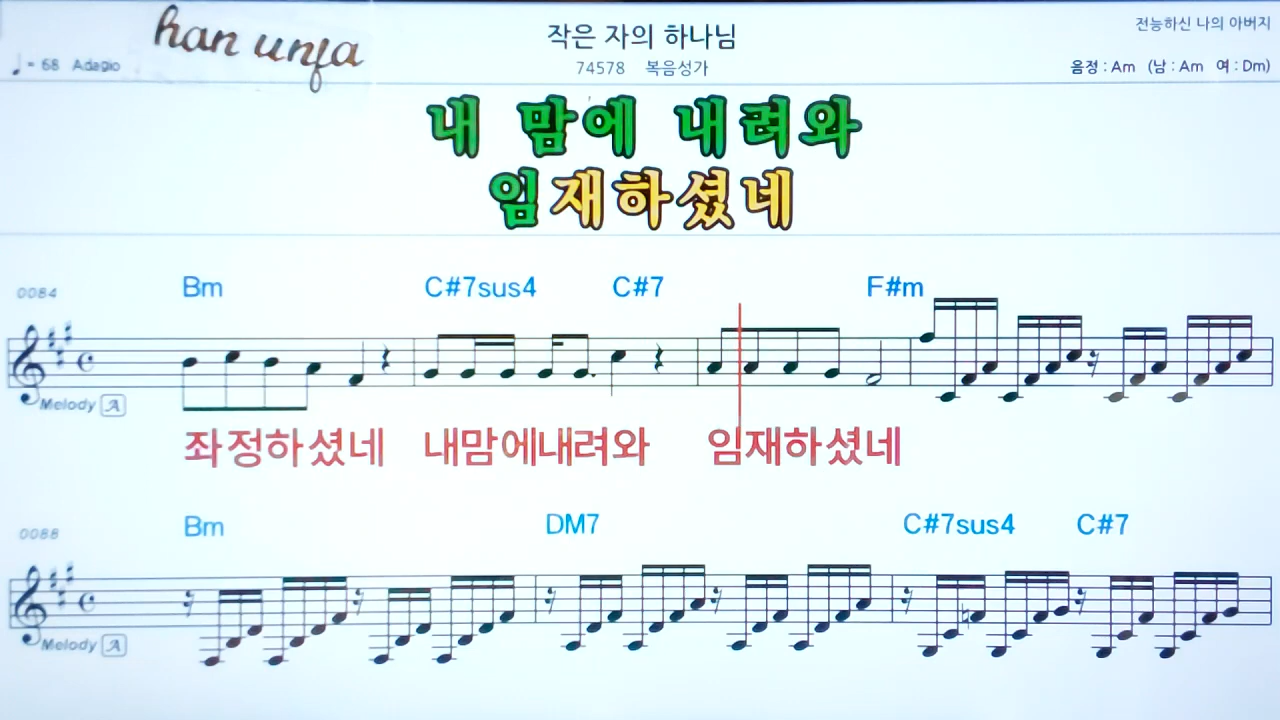 han unja
작은 자의 하나님
전능하신 나의 아버지
♩= 68 Adagio
74578 복음성가
음정 : Am (남 : Am 여 : Dm)
내 맘에 내려와
임재하셨네
0084 Bm C#7sus4 C#7 F#m
Melody A
좌정하셨네 내맘에내려와 임재하셨네
0088 Bm DM7 C#7sus4 C#7
Melody A